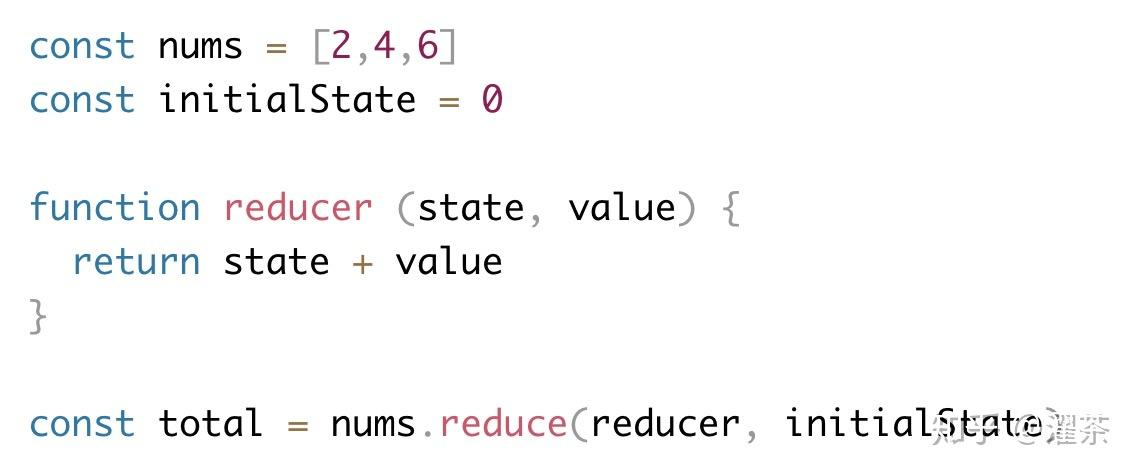 const nums = [2,4,6]
const initialState = 0
function reducer (state, value) {
  return state + value
}
const total = nums.reduce(reducer, initialState)
知乎 @濯茶